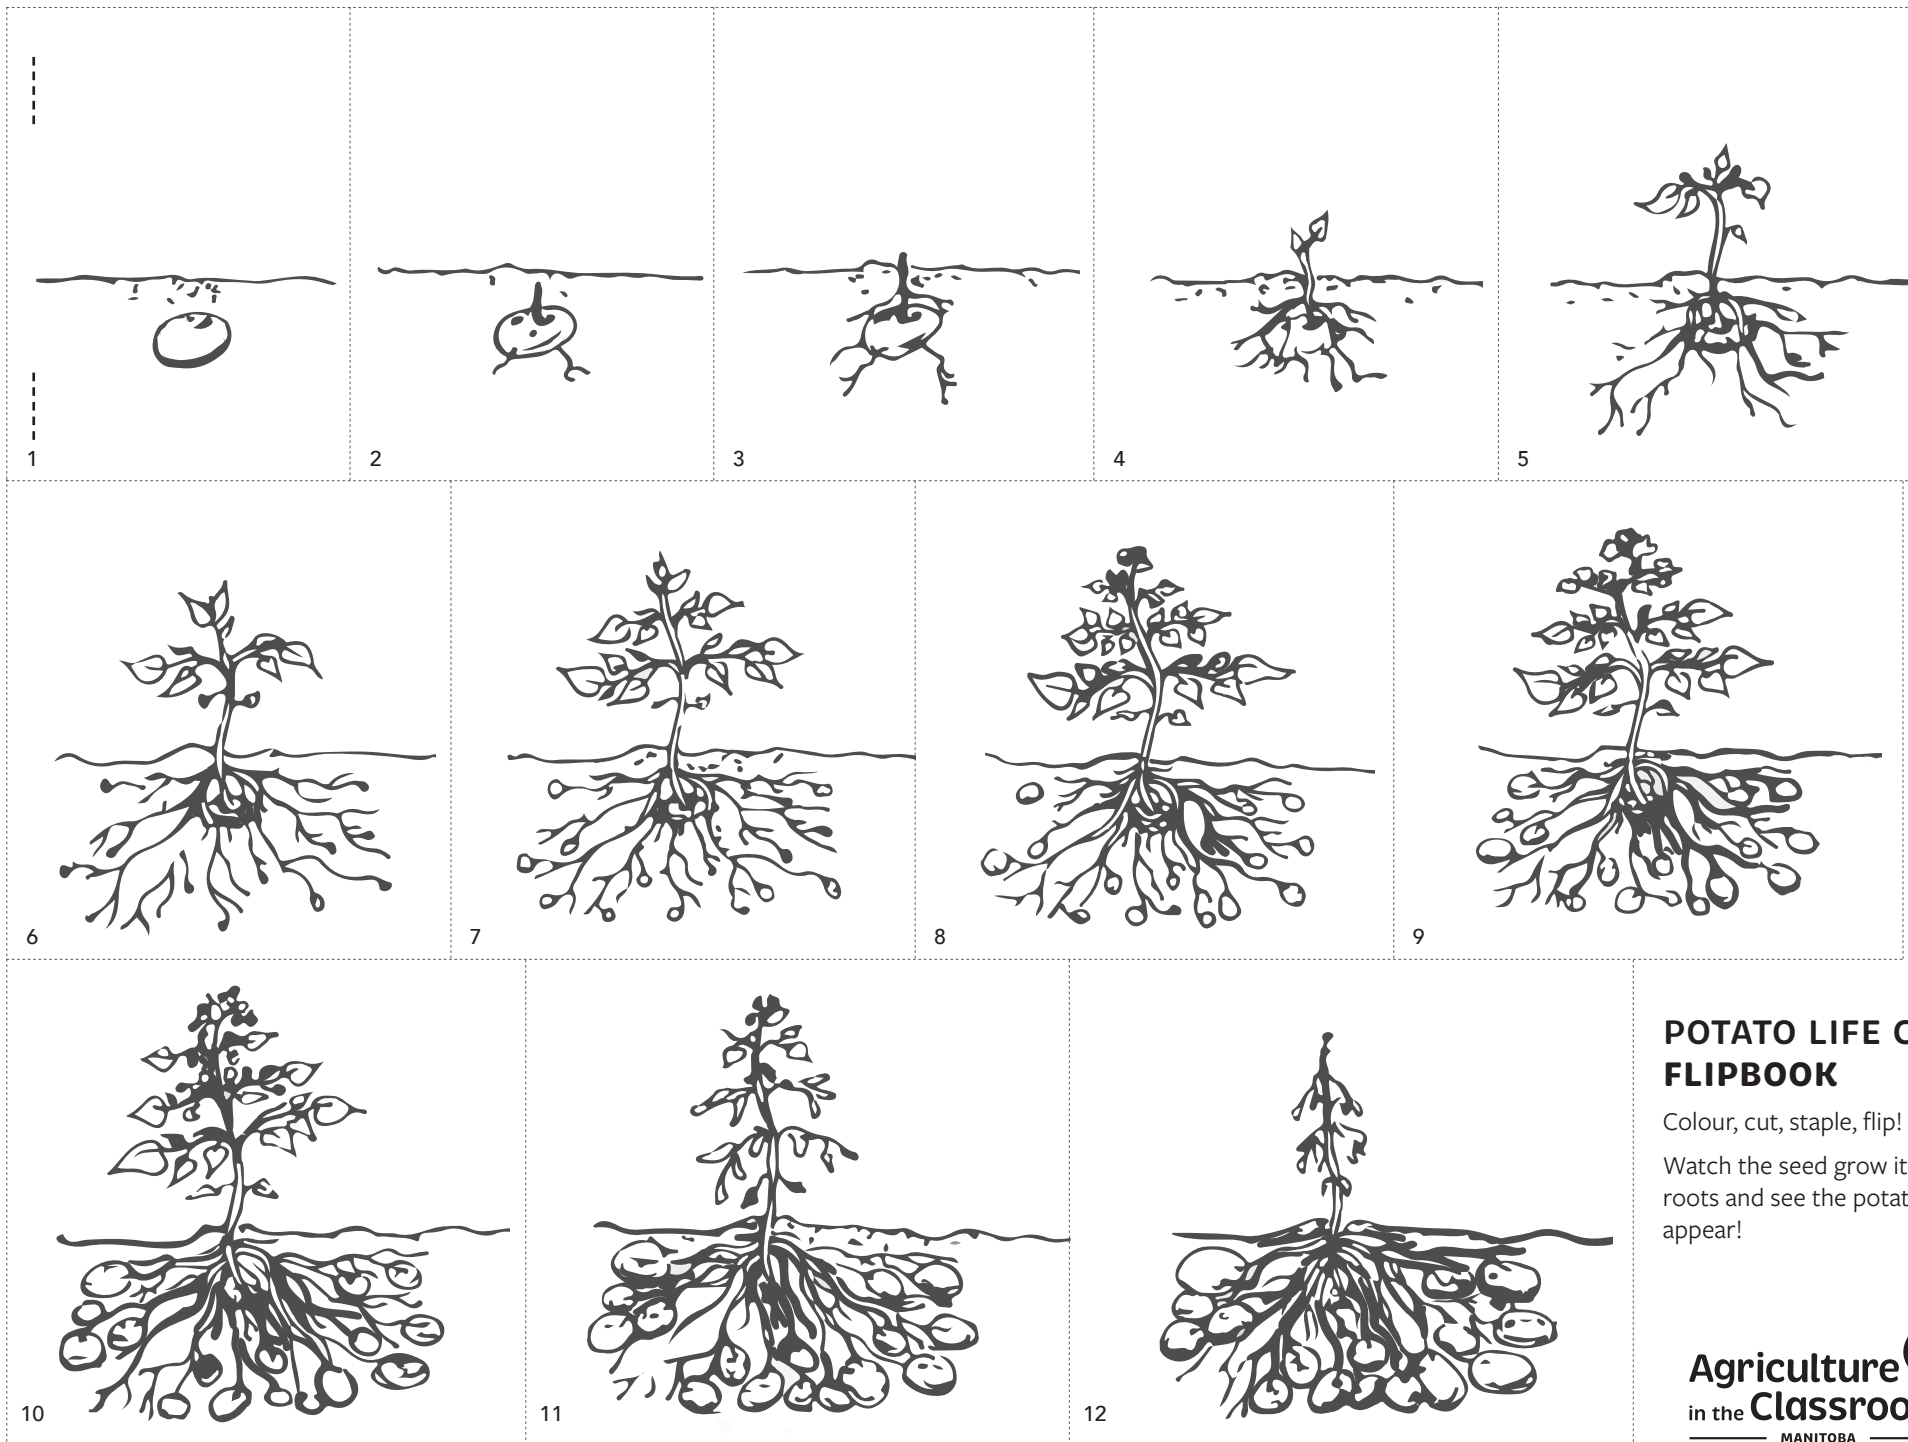 1
2
3
4
5
6
7
8
9
10
11
12
POTATO LIFE
FLIPBOOK
Colour, cut, staple, flip!
Watch the seed grow it
roots and see the potat
appear!
Agriculture
in the Classroo
MANITOBA